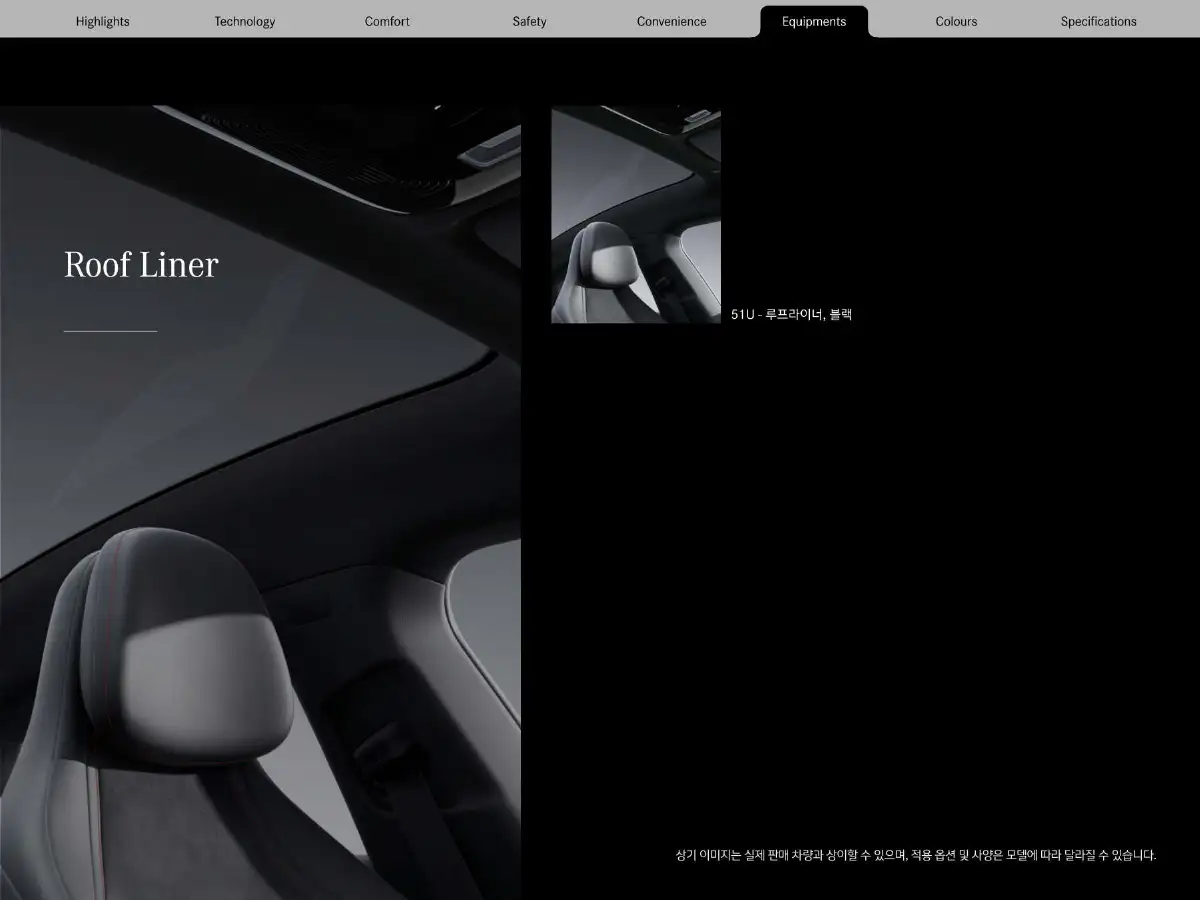 Highlights
Technology
Comfort
Safety
Convenience
Equipments
Colours
Specifications
Roof Liner
51U - 루프라이너, 블랙
상기 이미지는 실제 판매 차량과 상이할 수 있으며, 적용 옵션 및 사양은 모델에 따라 달라질 수 있습니다.